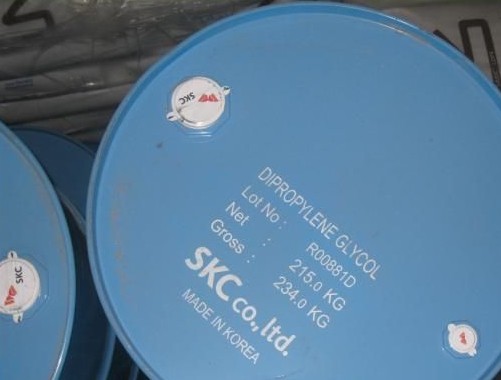 SKC
DIPROPYLENE GLYCOL
Lot No : R00881D
Net : 215.0 KG
Gross : 234.0 KG
SKC co., ltd.
MADE IN KOREA
SKC